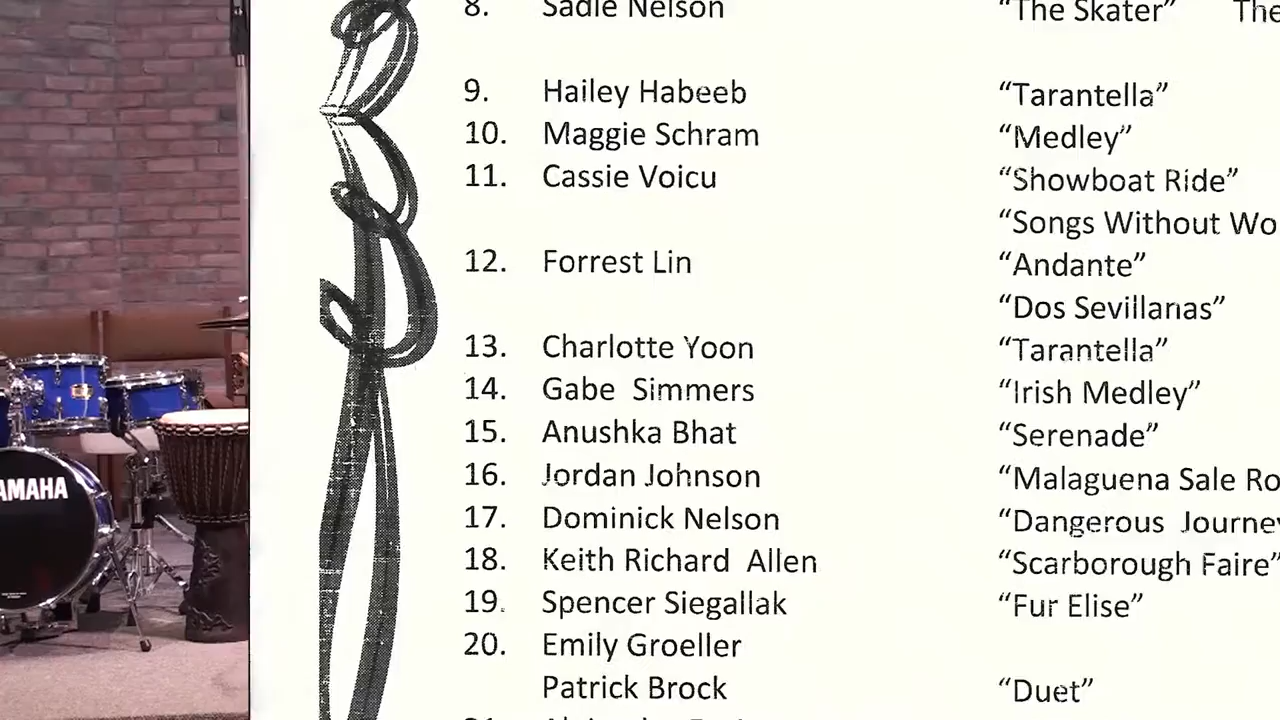 8. Sadie Nelson "The Skater" The
9. Hailey Habeeb "Tarantella"
10. Maggie Schram "Medley"
11. Cassie Voicu "Showboat Ride"
"Songs Without Wo
12. Forrest Lin "Andante"
"Dos Sevillanas"
13. Charlotte Yoon "Tarantella"
14. Gabe Simmers "Irish Medley"
15. Anushka Bhat "Serenade"
16. Jordan Johnson "Malaguena Sale Ro
17. Dominick Nelson "Dangerous Journey
18. Keith Richard Allen "Scarborough Faire"
19. Spencer Siegallak "Fur Elise"
20. Emily Groeller
Patrick Brock "Duet"
AMAHA